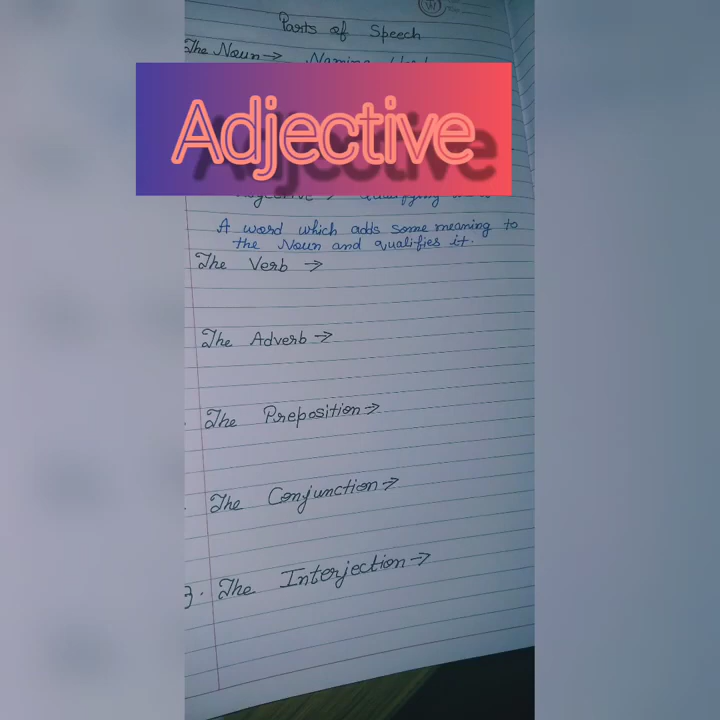 Parts of Speech
The Noun → Naming
Adjective
A word which adds some meaning to
the Noun and qualifies it.
The Verb →
The Adverb →
The Preposition →
The Conjunction →
The Interjection →